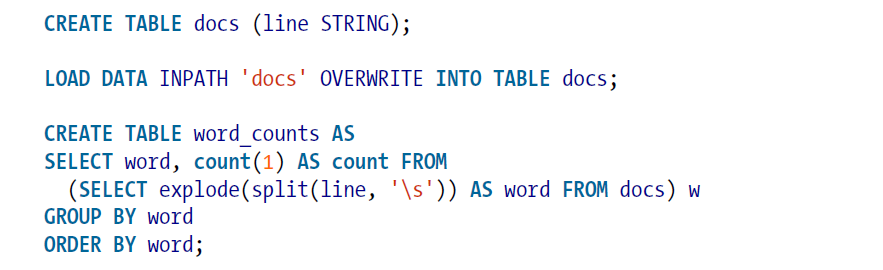 CREATE TABLE docs (line STRING);
LOAD DATA INPATH 'docs' OVERWRITE INTO TABLE docs;
CREATE TABLE word_counts AS
SELECT word, count(1) AS count FROM
(SELECT explode(split(line, '\s')) AS word FROM docs) w
GROUP BY word
ORDER BY word;